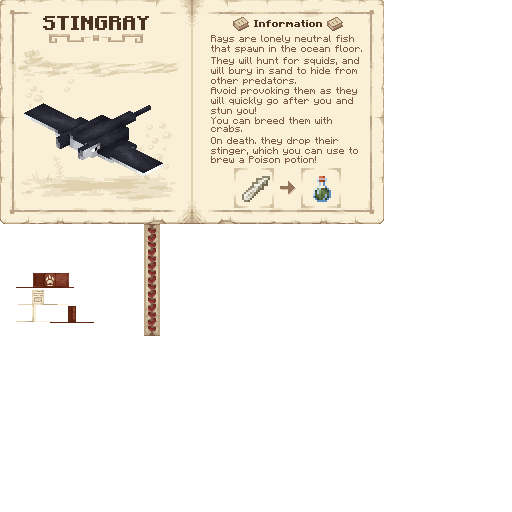 STINGRAY
Information
Rays are lonely neutral fish
that spawn in the ocean floor.
They will hunt for squids, and
will bury in sand to hide from
other predators.
Avoid provoking them as they
will quickly go after you and
stun you!
You can breed them with
crabs.
On death, they drop their
stinger, which you can use to
brew a Poison potion!